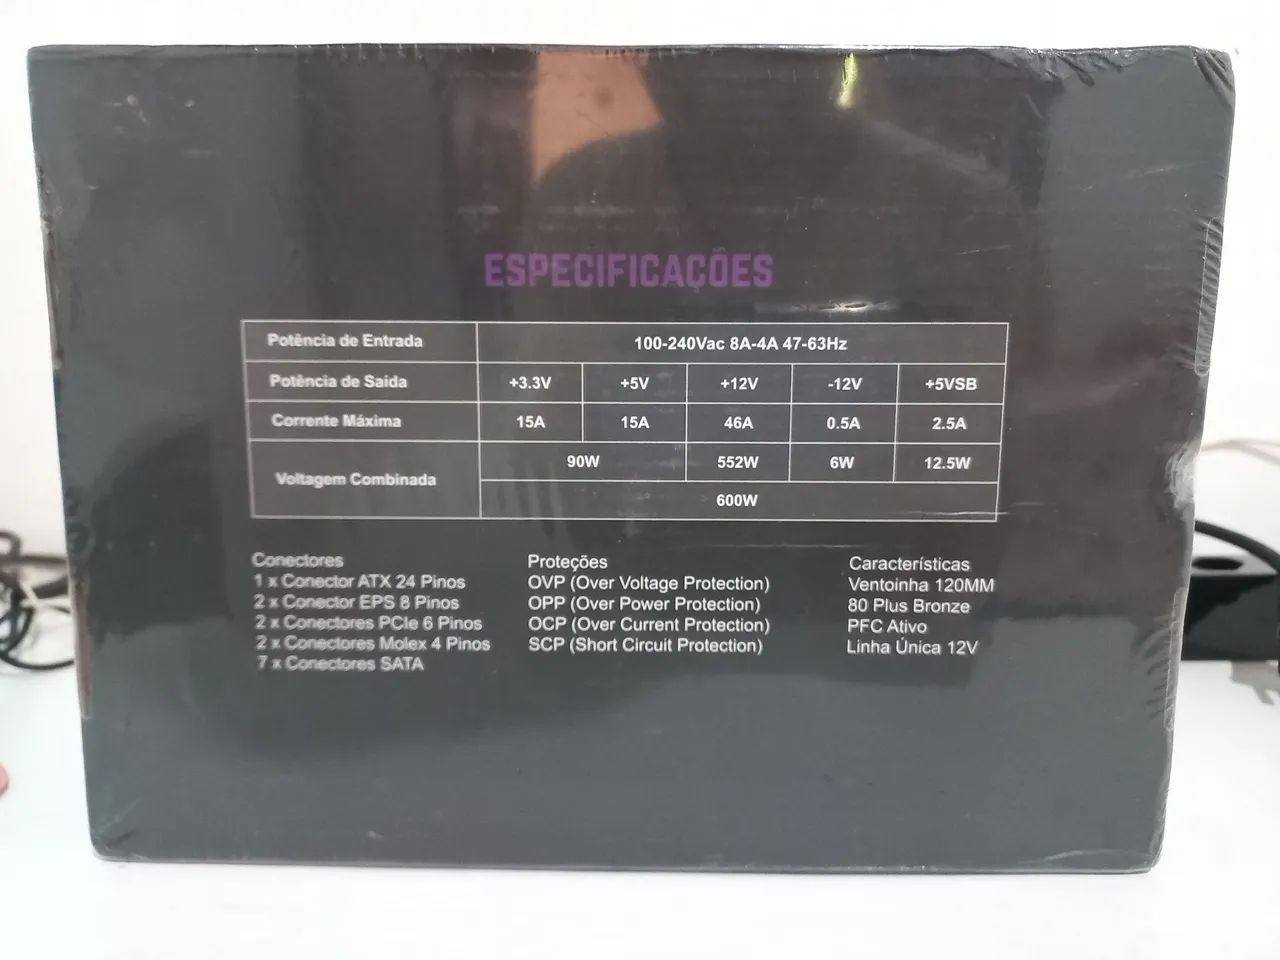 ESPECIFICAÇÕES
Potência de Entrada 100-240Vac 8A-4A 47-63Hz
Potência de Saída +3.3V +5V +12V -12V +5VSB
Corrente Máxima 15A 15A 46A 0.5A 2.5A
Voltagem Combinada 90W 552W 6W 12.5W
600W
Conectores
1 x Conector ATX 24 Pinos
2 x Conector EPS 8 Pinos
2 x Conectores PCIe 6 Pinos
2 x Conectores Molex 4 Pinos
7 x Conectores SATA
Proteções
OVP (Over Voltage Protection)
OPP (Over Power Protection)
OCP (Over Current Protection)
SCP (Short Circuit Protection)
Características
Ventoinha 120MM
80 Plus Bronze
PFC Ativo
Linha Única 12V